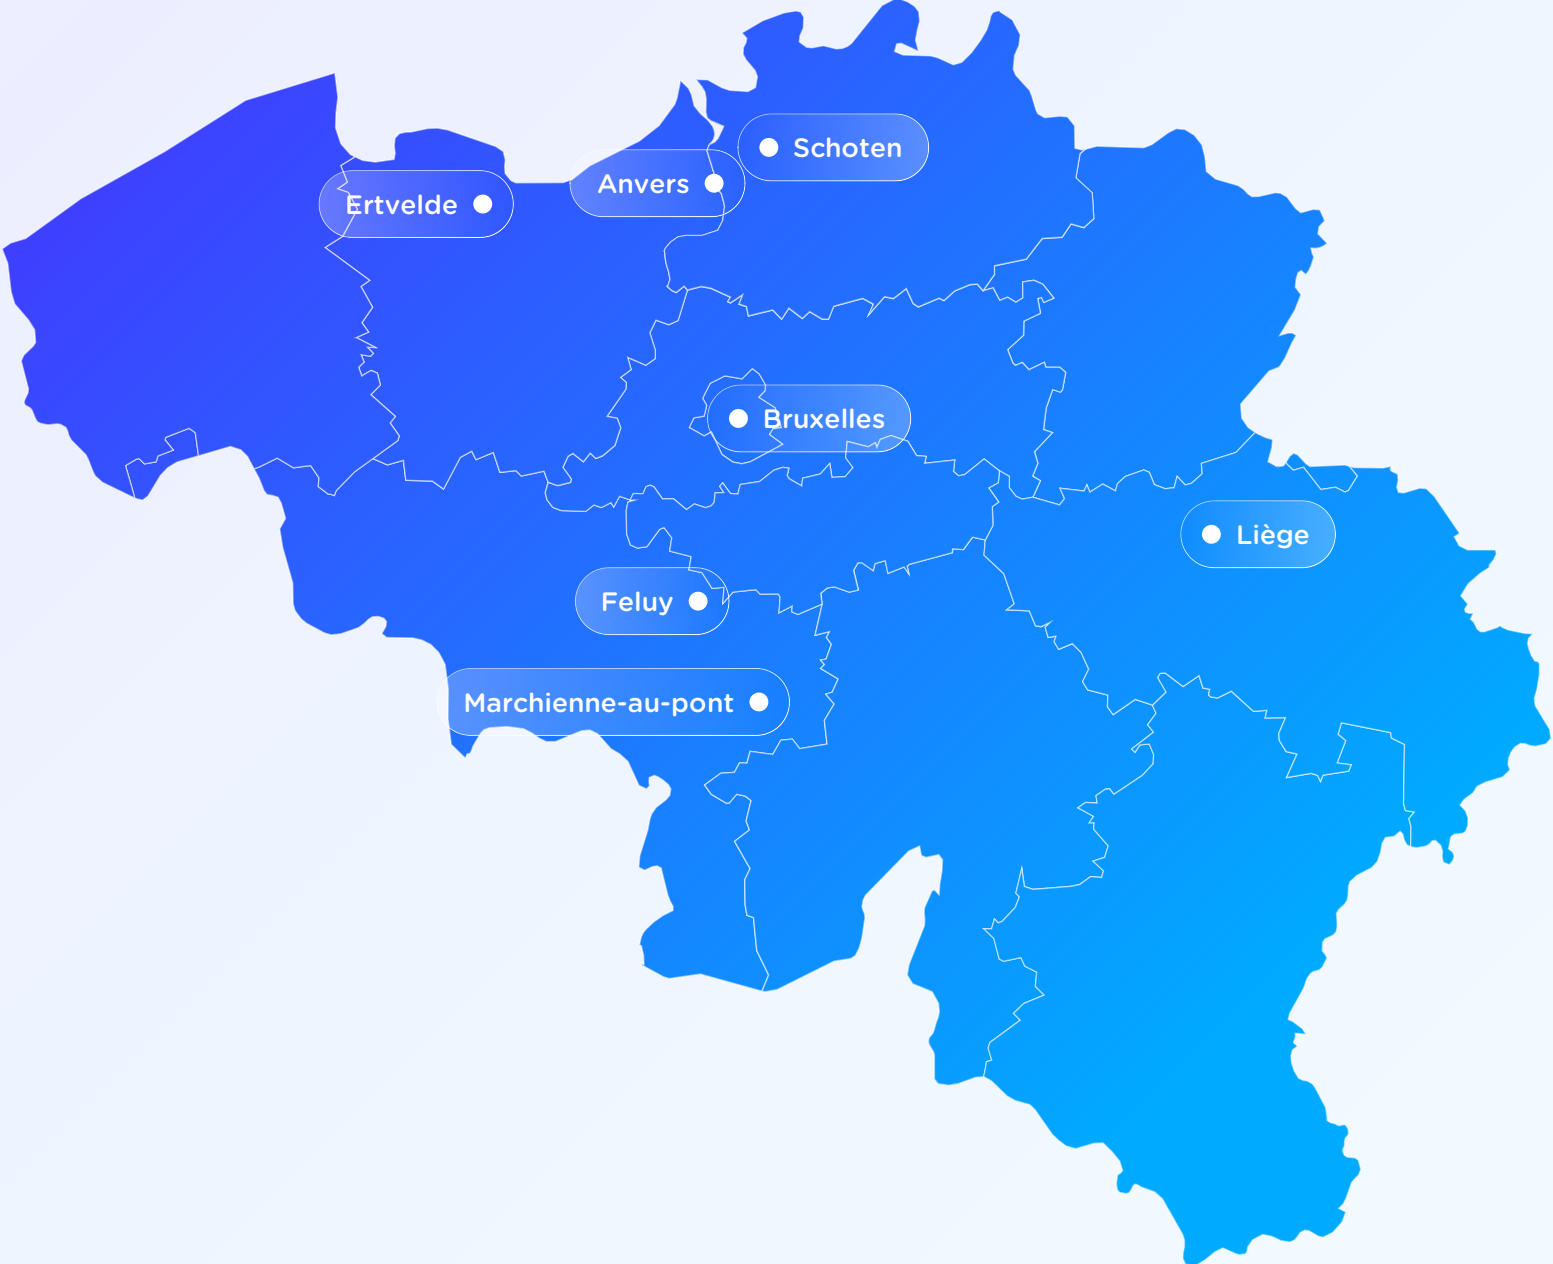 Schoten
Anvers
Ertvelde
Bruxelles
Liège
Feluy
Marchienne-au-pont